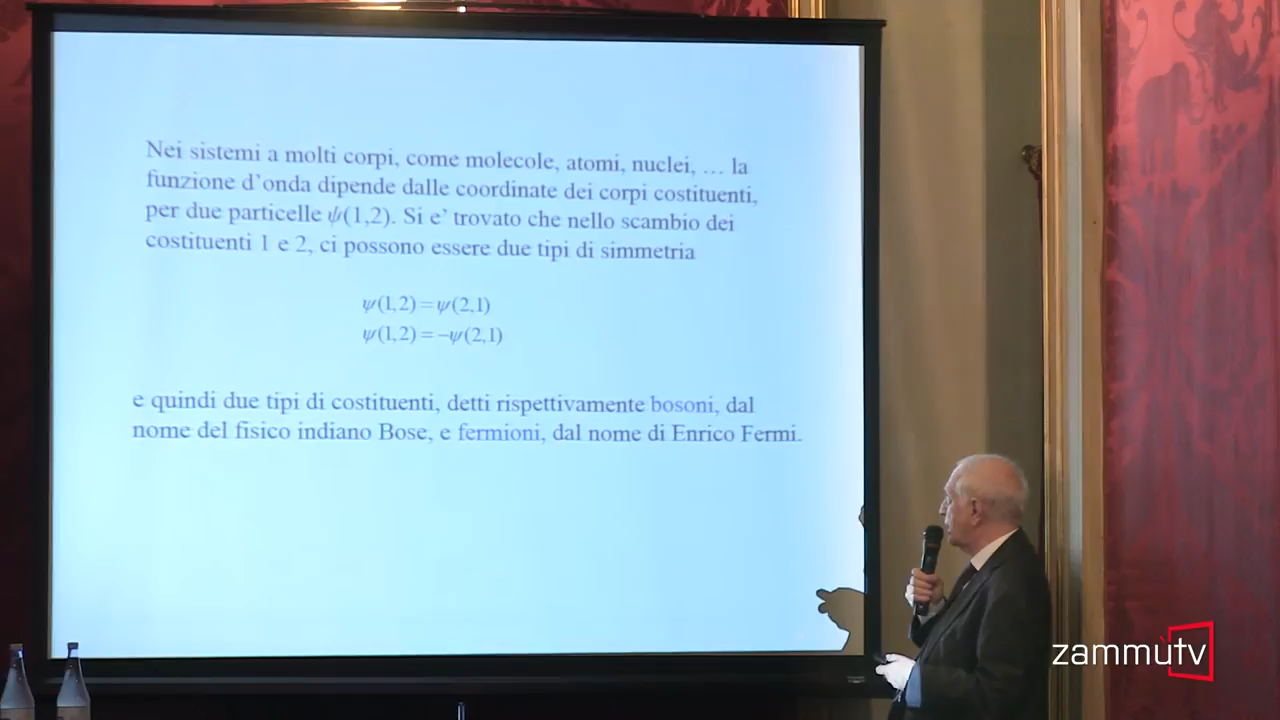 Nei sistemi a molti corpi, come molecole, atomi, nuclei, … la
funzione d'onda dipende dalle coordinate dei corpi costituenti,
per due particelle ψ(1,2). Si e' trovato che nello scambio dei
costituenti 1 e 2, ci possono essere due tipi di simmetria
ψ(1,2)=ψ(2,1)
ψ(1,2)=−ψ(2,1)
e quindi due tipi di costituenti, detti rispettivamente bosoni, dal
nome del fisico indiano Bose, e fermioni, dal nome di Enrico Fermi.
zammùtv